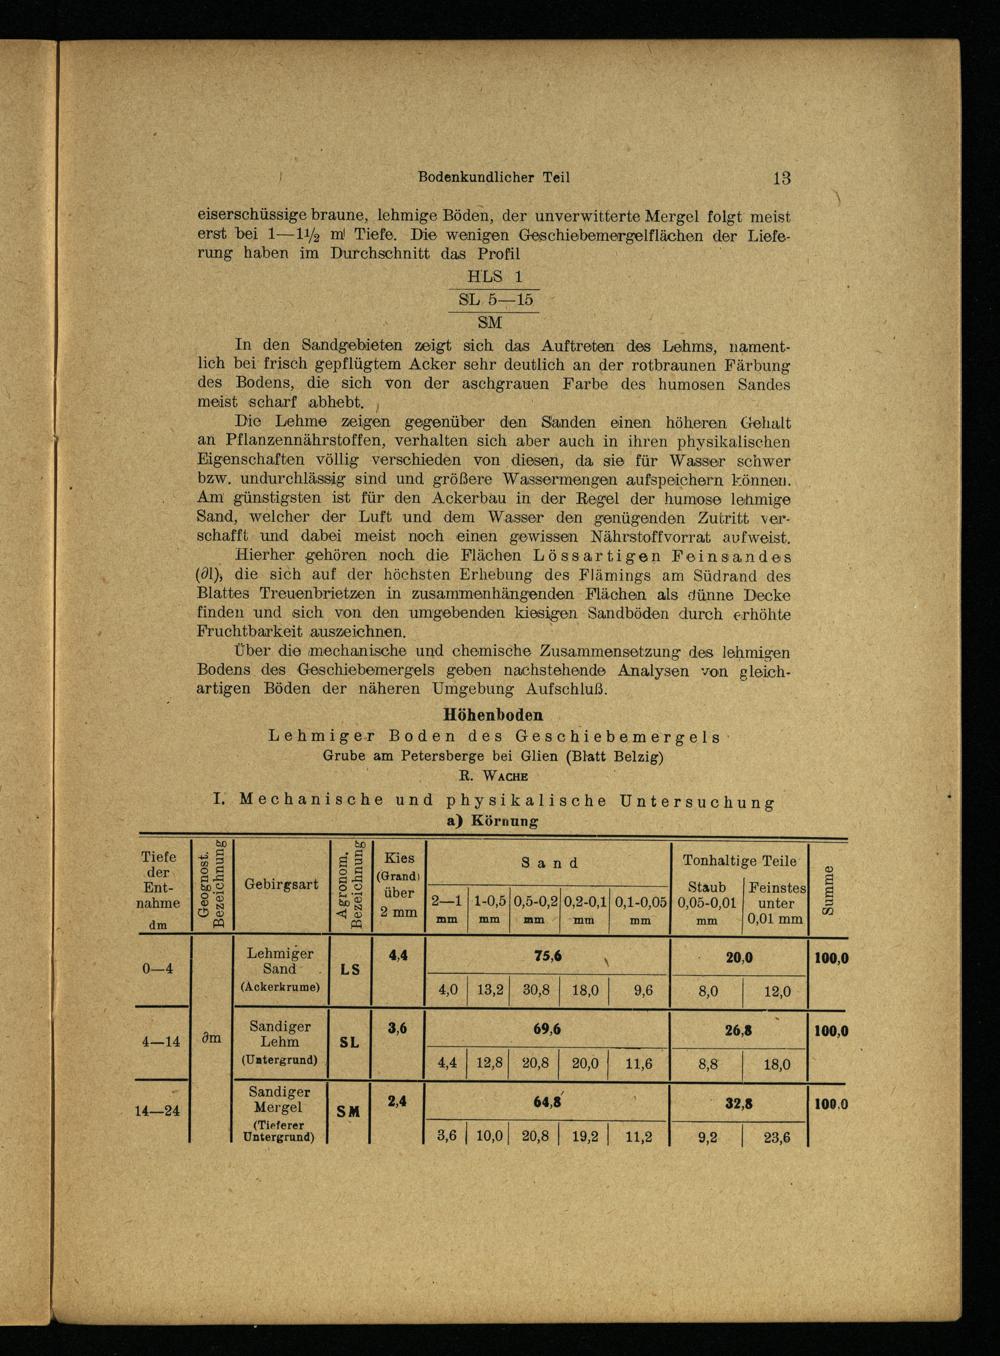 Bodenkundlicher Teil 13
eiserschüssige braune, lehmige Böden, der unverwitterte Mergel folgt meist
erst bei 1—1½ m Tiefe. Die wenigen Geschiebemergelflächen der Liefe-
rung haben im Durchschnitt das Profil
HLS 1
SL 5—15
SM
In den Sandgebieten zeigt sich das Auftreten des Lehms, nament-
lich bei frisch gepflügtem Acker sehr deutlich an der rotbraunen Färbung
des Bodens, die sich von der aschgrauen Farbe des humosen Sandes
meist scharf abhebt.
Die Lehme zeigen gegenüber den Sanden einen höheren Gehalt
an Pflanzennährstoffen, verhalten sich aber auch in ihren physikalischen
Eigenschaften völlig verschieden von diesen, da sie für Wasser schwer
bzw. undurchlässig sind und größere Wassermengen aufspeichern können.
Am günstigsten ist für den Ackerbau in der Regel der humose lehmige
Sand, welcher der Luft und dem Wasser den genügenden Zutritt ver-
schafft und dabei meist noch einen gewissen Nährstoffvorrat aufweist.
Hierher gehören noch die Flächen Lössartigen Feinsandes
(∂l), die sich auf der höchsten Erhebung des Flämings am Südrand des
Blattes Treuenbrietzen in zusammenhängenden Flächen als dünne Decke
finden und sich von den umgebenden kiesigen Sandböden durch erhöhte
Fruchtbarkeit auszeichnen.
Über die mechanische und chemische Zusammensetzung des lehmigen
Bodens des Geschiebemergels geben nachstehende Analysen von gleich-
artigen Böden der näheren Umgebung Aufschluß.
Höhenboden
Lehmiger Boden des Geschiebemergels
Grube am Petersberge bei Glien (Blatt Belzig)
R. WACHE
I. Mechanische und physikalische Untersuchung
a) Körnung
Tiefe der Ent- nahme dm
Geognost. Bezeichnung
Gebirgsart
Agronom. Bezeichnung
Kies (Grand) über 2 mm
Sand
2—1 mm 1-0,5 mm 0,5-0,2 mm 0,2-0,1 mm 0,1-0,05 mm
Tonhaltige Teile
Staub 0,05-0,01 mm Feinstes unter 0,01 mm
Summe
0—4 Lehmiger Sand (Ackerkrume) LS 4,4 75,6 20,0 100,0
4,0 13,2 30,8 18,0 9,6 8,0 12,0
4—14 ∂m Sandiger Lehm (Untergrund) SL 3,6 69,6 26,8 100,0
4,4 12,8 20,8 20,0 11,6 8,8 18,0
14—24 Sandiger Mergel (Tieferer Untergrund) SM 2,4 64,8 32,8 100,0
3,6 10,0 20,8 19,2 11,2 9,2 23,6